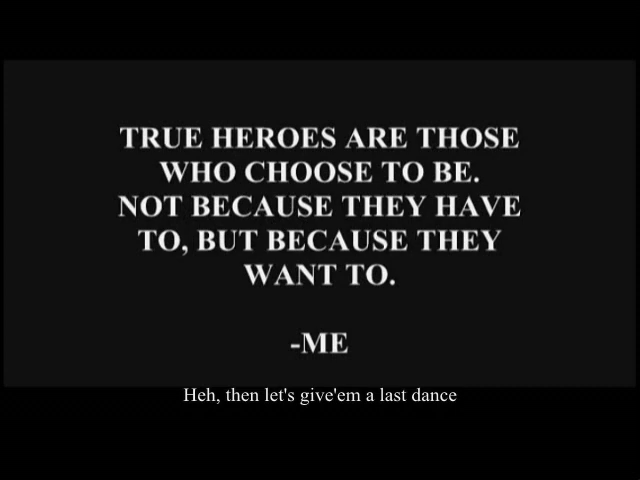 TRUE HEROES ARE THOSE
WHO CHOOSE TO BE.
NOT BECAUSE THEY HAVE
TO, BUT BECAUSE THEY
WANT TO.
-ME
Heh, then let's give'em a last dance